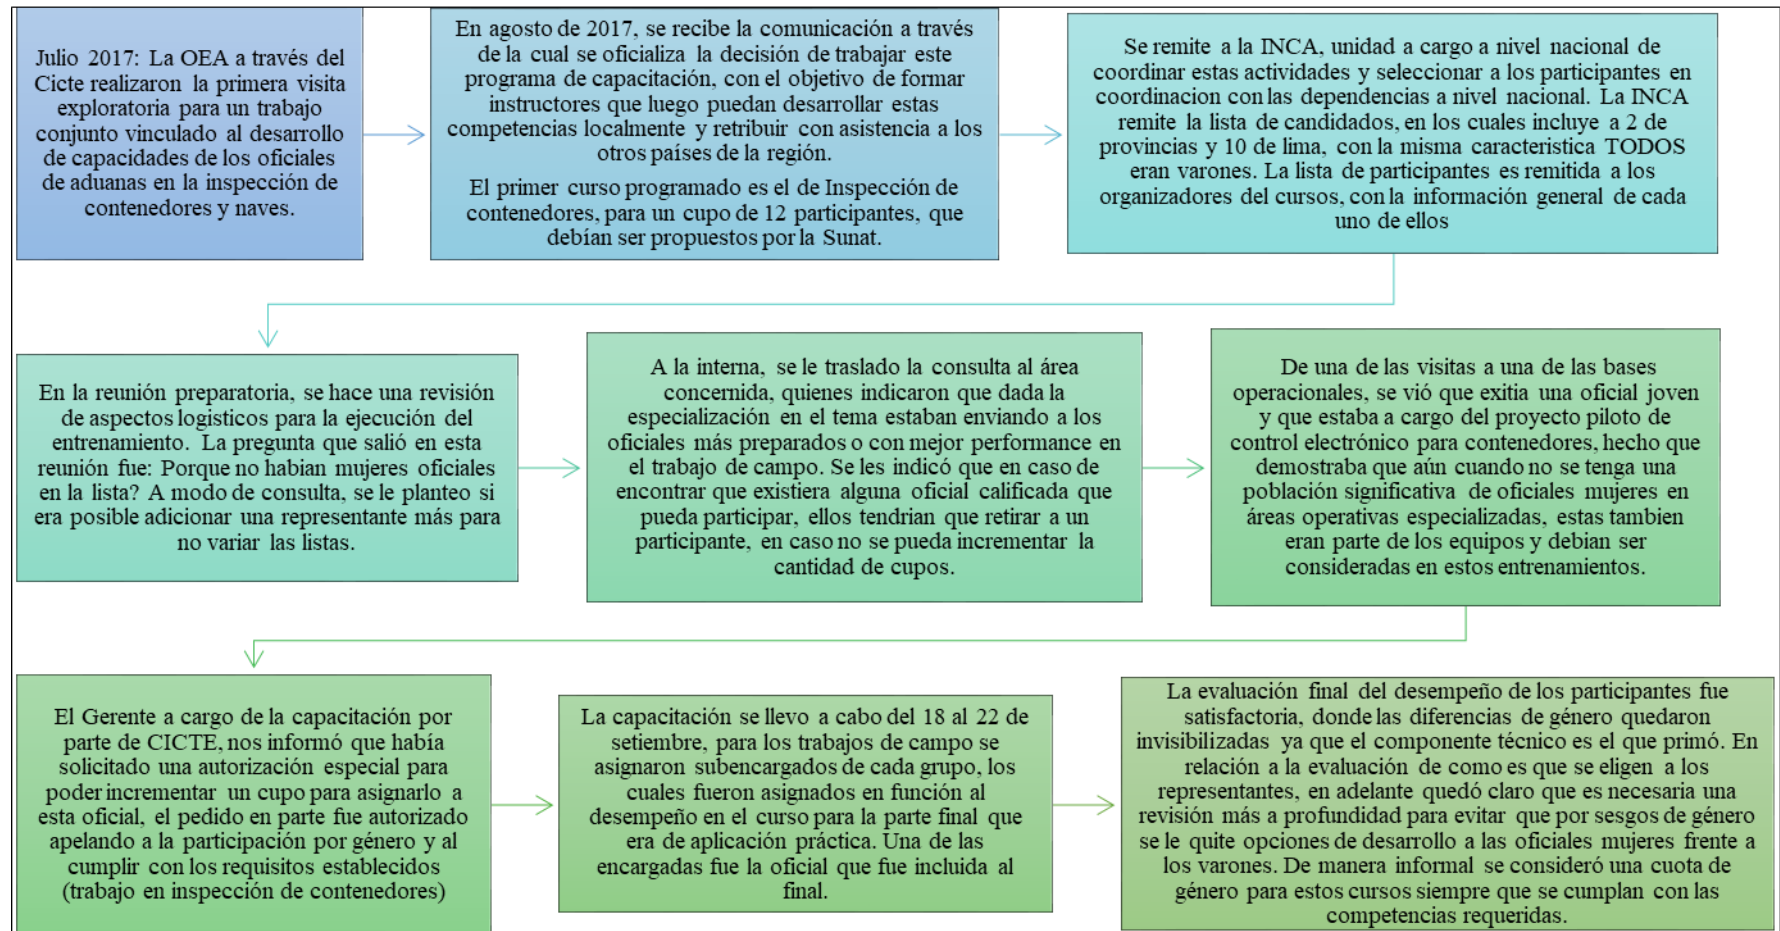 Julio 2017: La OEA a través del
Cicte realizaron la primera visita
exploratoria para un trabajo
conjunto vinculado al desarrollo
de capacidades de los oficiales
de aduanas en la inspección de
contenedores y naves.
En agosto de 2017, se recibe la comunicación a través
de la cual se oficializa la decisión de trabajar este
programa de capacitación, con el objetivo de formar
instructores que luego puedan desarrollar estas
competencias localmente y retribuir con asistencia a los
otros países de la región.
El primer curso programado es el de Inspección de
contenedores, para un cupo de 12 participantes, que
debían ser propuestos por la Sunat.
Se remite a la INCA, unidad a cargo a nivel nacional de
coordinar estas actividades y seleccionar a los participantes en
coordinacion con las dependencias a nivel nacional. La INCA
remite la lista de candidados, en los cuales incluye a 2 de
provincias y 10 de lima, con la misma caracteristica TODOS
eran varones. La lista de participantes es remitida a los
organizadores del cursos, con la información general de cada
uno de ellos
En la reunión preparatoria, se hace una revisión
de aspectos logisticos para la ejecución del
entrenamiento. La pregunta que salió en esta
reunión fue: Porque no habian mujeres oficiales
en la lista? A modo de consulta, se le planteo si
era posible adicionar una representante más para
no variar las listas.
A la interna, se le traslado la consulta al área
concernida, quienes indicaron que dada la
especialización en el tema estaban enviando a los
oficiales más preparados o con mejor performance en
el trabajo de campo. Se les indicó que en caso de
encontrar que existiera alguna oficial calificada que
pueda participar, ellos tendrian que retirar a un
participante, en caso no se pueda incrementar la
cantidad de cupos.
De una de las visitas a una de las bases
operacionales, se vió que exitia una oficial joven
y que estaba a cargo del proyecto piloto de
control electrónico para contenedores, hecho que
demostraba que aún cuando no se tenga una
población significativa de oficiales mujeres en
áreas operativas especializadas, estas tambien
eran parte de los equipos y debian ser
consideradas en estos entrenamientos.
El Gerente a cargo de la capacitación por
parte de CICTE, nos informó que había
solicitado una autorización especial para
poder incrementar un cupo para asignarlo a
esta oficial, el pedido en parte fue autorizado
apelando a la participación por género y al
cumplir con los requisitos establecidos
(trabajo en inspección de contenedores)
La capacitación se llevo a cabo del 18 al 22 de
setiembre, para los trabajos de campo se
asignaron subencargados de cada grupo, los
cuales fueron asignados en función al
desempeño en el curso para la parte final que
era de aplicación práctica. Una de las
encargadas fue la oficial que fue incluida al
final.
La evaluación final del desempeño de los participantes fue
satisfactoria, donde las diferencias de género quedaron
invisibilizadas ya que el componente técnico es el que primó. En
relación a la evaluación de como es que se eligen a los
representantes, en adelante quedó claro que es necesaria una
revisión más a profundidad para evitar que por sesgos de género
se le quite opciones de desarrollo a las oficiales mujeres frente a
los varones. De manera informal se consideró una cuota de
género para estos cursos siempre que se cumplan con las
competencias requeridas.